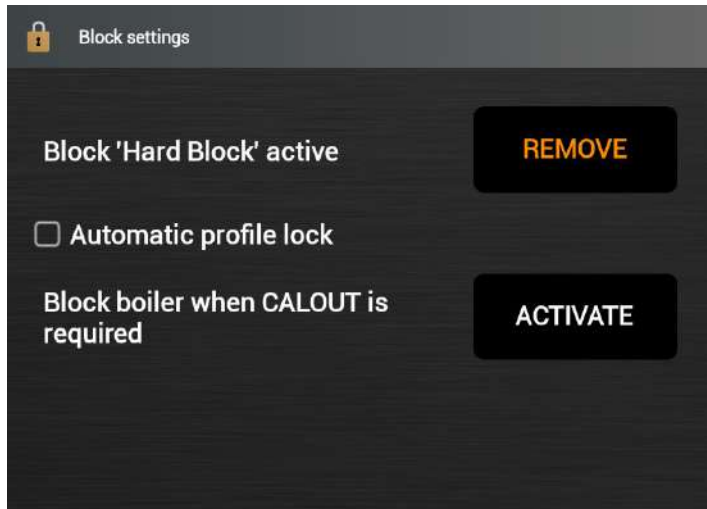 Block settings
Block 'Hard Block' active
REMOVE
Automatic profile lock
Block boiler when CALOUT is
required
ACTIVATE